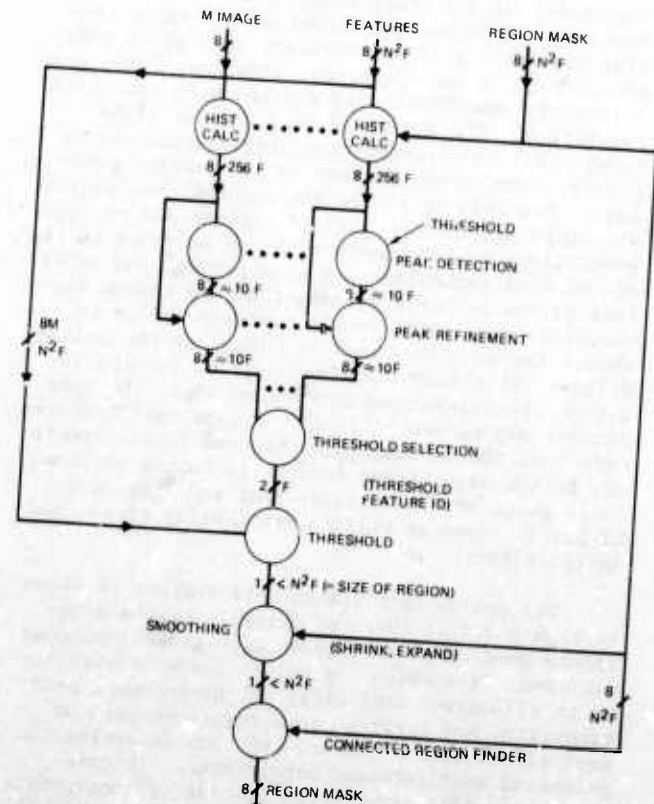 M IMAGE
FEATURES
REGION MASK
8 N²F
8
8 N²F
HIST CALC
HIST CALC
8 256 F
8 256 F
THRESHOLD
PEAK DETECTION
8 ≈ 10 F
≈ 10 F
PEAK REFINEMENT
8 ≈ 10F
8 ≈ 10F
8M
N²F
THRESHOLD SELECTION
2 F
(THRESHOLD
FEATURE ID)
THRESHOLD
1 < N²F (= SIZE OF REGION)
SMOOTHING
(SHRINK, EXPAND)
1 < N²F
8
N²F
CONNECTED REGION FINDER
8 REGION MASK